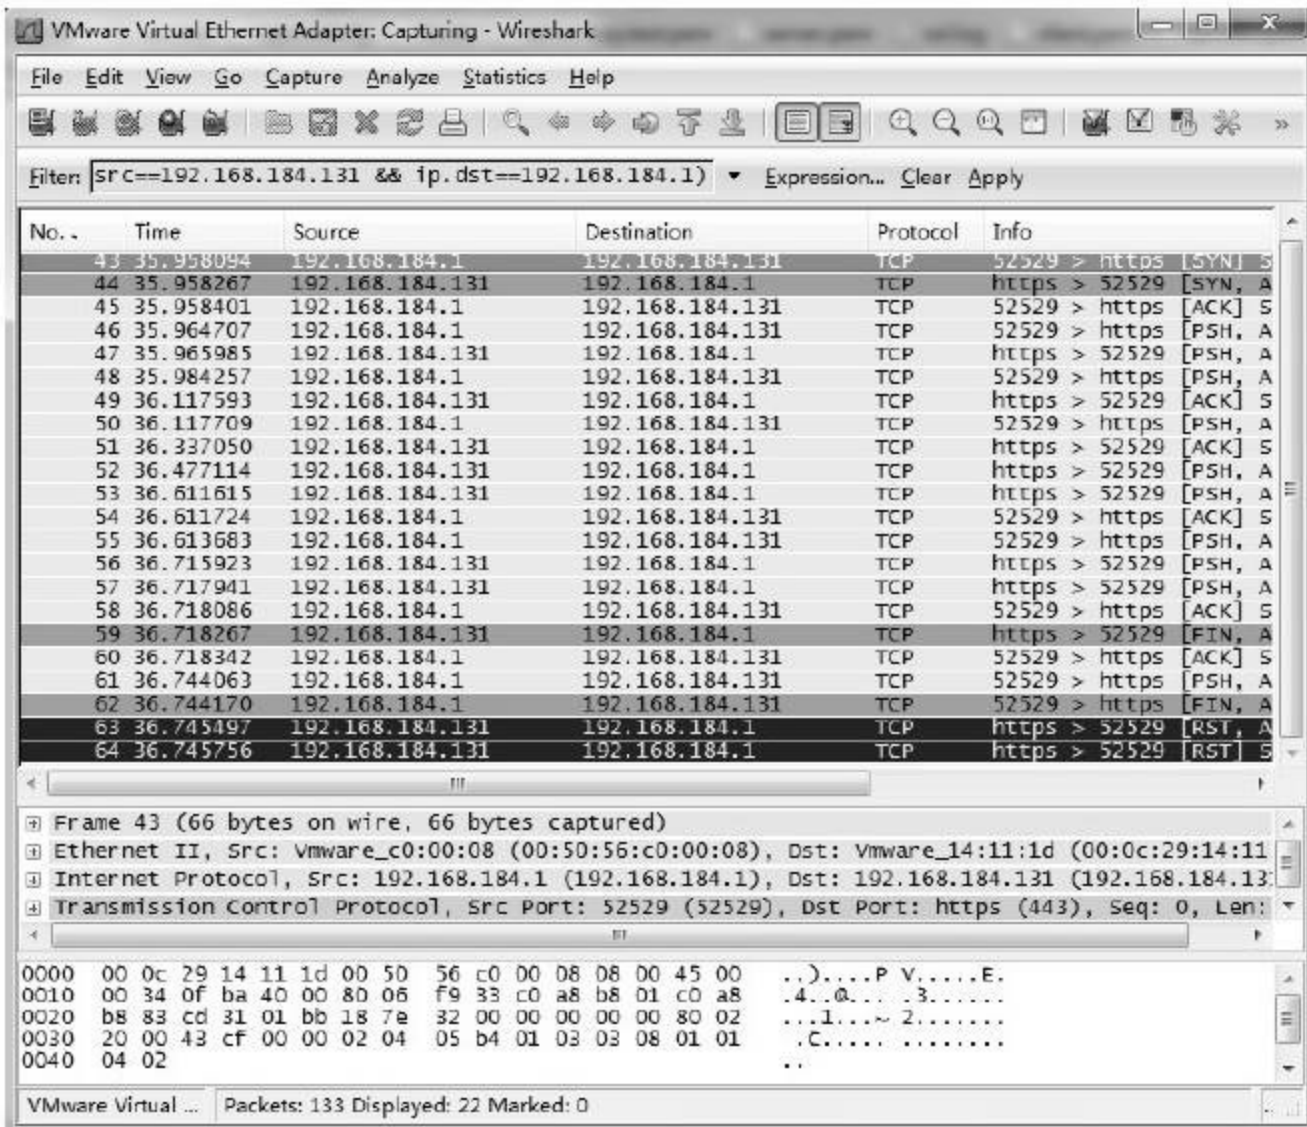 VMware Virtual Ethernet Adapter: Capturing - Wireshark
File Edit View Go Capture Analyze Statistics Help
Filter: src==192.168.184.131 && ip.dst==192.168.184.1) Expression... Clear Apply
No. . Time Source Destination Protocol Info
43 35.958094 192.168.184.1 192.168.184.131 TCP 52529 > https [SYN] S
44 35.958267 192.168.184.131 192.168.184.1 TCP https > 52529 [SYN, A
45 35.958401 192.168.184.1 192.168.184.131 TCP 52529 > https [ACK] S
46 35.964707 192.168.184.1 192.168.184.131 TCP 52529 > https [PSH, A
47 35.965985 192.168.184.131 192.168.184.1 TCP https > 52529 [PSH, A
48 35.984257 192.168.184.1 192.168.184.131 TCP 52529 > https [PSH, A
49 36.117593 192.168.184.131 192.168.184.1 TCP https > 52529 [ACK] S
50 36.117709 192.168.184.1 192.168.184.131 TCP 52529 > https [PSH, A
51 36.337050 192.168.184.131 192.168.184.1 TCP https > 52529 [ACK] S
52 36.477114 192.168.184.131 192.168.184.1 TCP https > 52529 [PSH, A
53 36.611615 192.168.184.131 192.168.184.1 TCP https > 52529 [PSH, A
54 36.611724 192.168.184.1 192.168.184.131 TCP 52529 > https [ACK] S
55 36.613683 192.168.184.1 192.168.184.131 TCP 52529 > https [PSH, A
56 36.715923 192.168.184.131 192.168.184.1 TCP https > 52529 [PSH, A
57 36.717941 192.168.184.131 192.168.184.1 TCP https > 52529 [PSH, A
58 36.718086 192.168.184.1 192.168.184.131 TCP 52529 > https [ACK] S
59 36.718267 192.168.184.131 192.168.184.1 TCP https > 52529 [FIN, A
60 36.718342 192.168.184.1 192.168.184.131 TCP 52529 > https [ACK] S
61 36.744063 192.168.184.1 192.168.184.131 TCP 52529 > https [PSH, A
62 36.744170 192.168.184.1 192.168.184.131 TCP 52529 > https [FIN, A
63 36.745497 192.168.184.131 192.168.184.1 TCP https > 52529 [RST, A
64 36.745756 192.168.184.131 192.168.184.1 TCP https > 52529 [RST] S
Frame 43 (66 bytes on wire, 66 bytes captured)
Ethernet II, Src: Vmware_c0:00:08 (00:50:56:c0:00:08), Dst: Vmware_14:11:1d (00:0c:29:14:11
Internet Protocol, Src: 192.168.184.1 (192.168.184.1), Dst: 192.168.184.131 (192.168.184.13
Transmission Control Protocol, Src Port: 52529 (52529), Dst Port: https (443), Seq: 0, Len:
0000 00 0c 29 14 11 1d 00 50 56 c0 00 08 08 00 45 00 ..)....P V.....E.
0010 00 34 0f ba 40 00 80 06 f9 33 c0 a8 b8 01 c0 a8 .4..@... .3......
0020 b8 83 cd 31 01 bb 18 7e 32 00 00 00 00 00 80 02 ...1...~ 2.......
0030 20 00 43 cf 00 00 02 04 05 b4 01 03 03 08 01 01 .C..... ........
0040 04 02 ..
VMware Virtual ... Packets: 133 Displayed: 22 Marked: 0